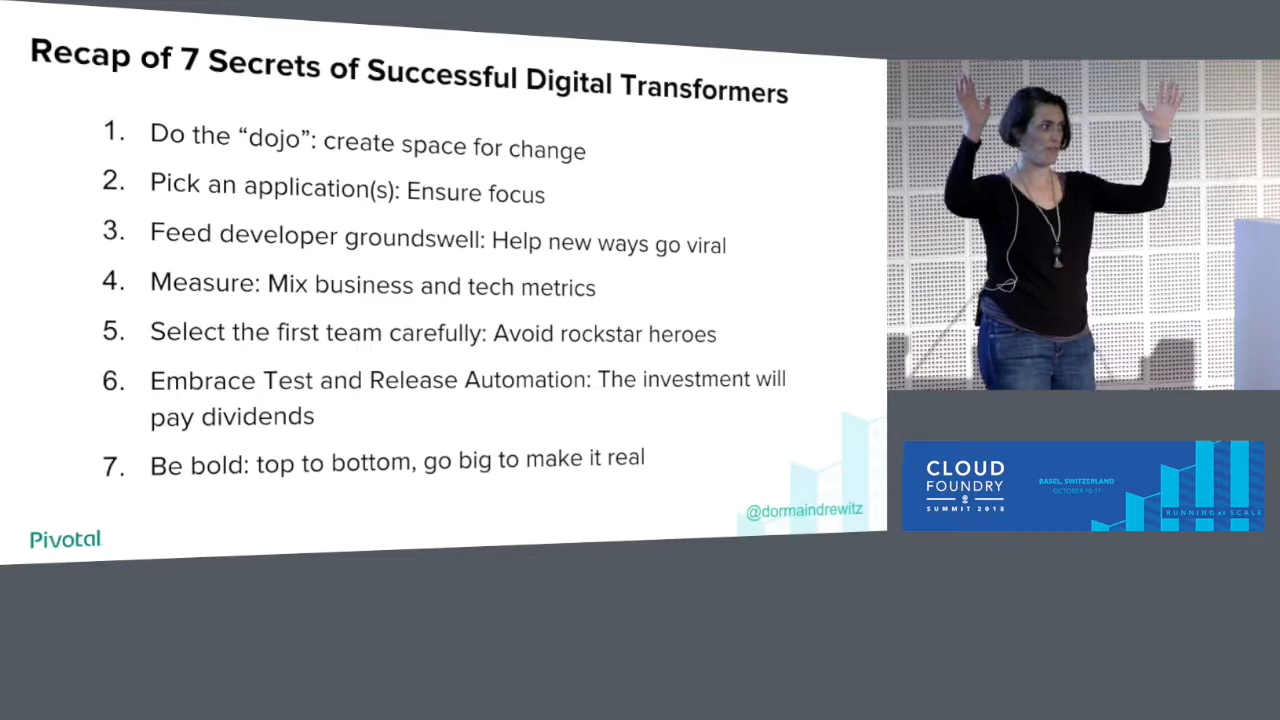 Recap of 7 Secrets of Successful Digital Transformers
1. Do the “dojo”: create space for change
2. Pick an application(s): Ensure focus
3. Feed developer groundswell: Help new ways go viral
4. Measure: Mix business and tech metrics
5. Select the first team carefully: Avoid rockstar heroes
6. Embrace Test and Release Automation: The investment will
pay dividends
7. Be bold: top to bottom, go big to make it real
@dormaindrewitz
Pivotal
CLOUD
FOUNDRY
SUMMIT 2018
BASEL, SWITZERLAND
OCTOBER 10-11
RUNNING at SCALE